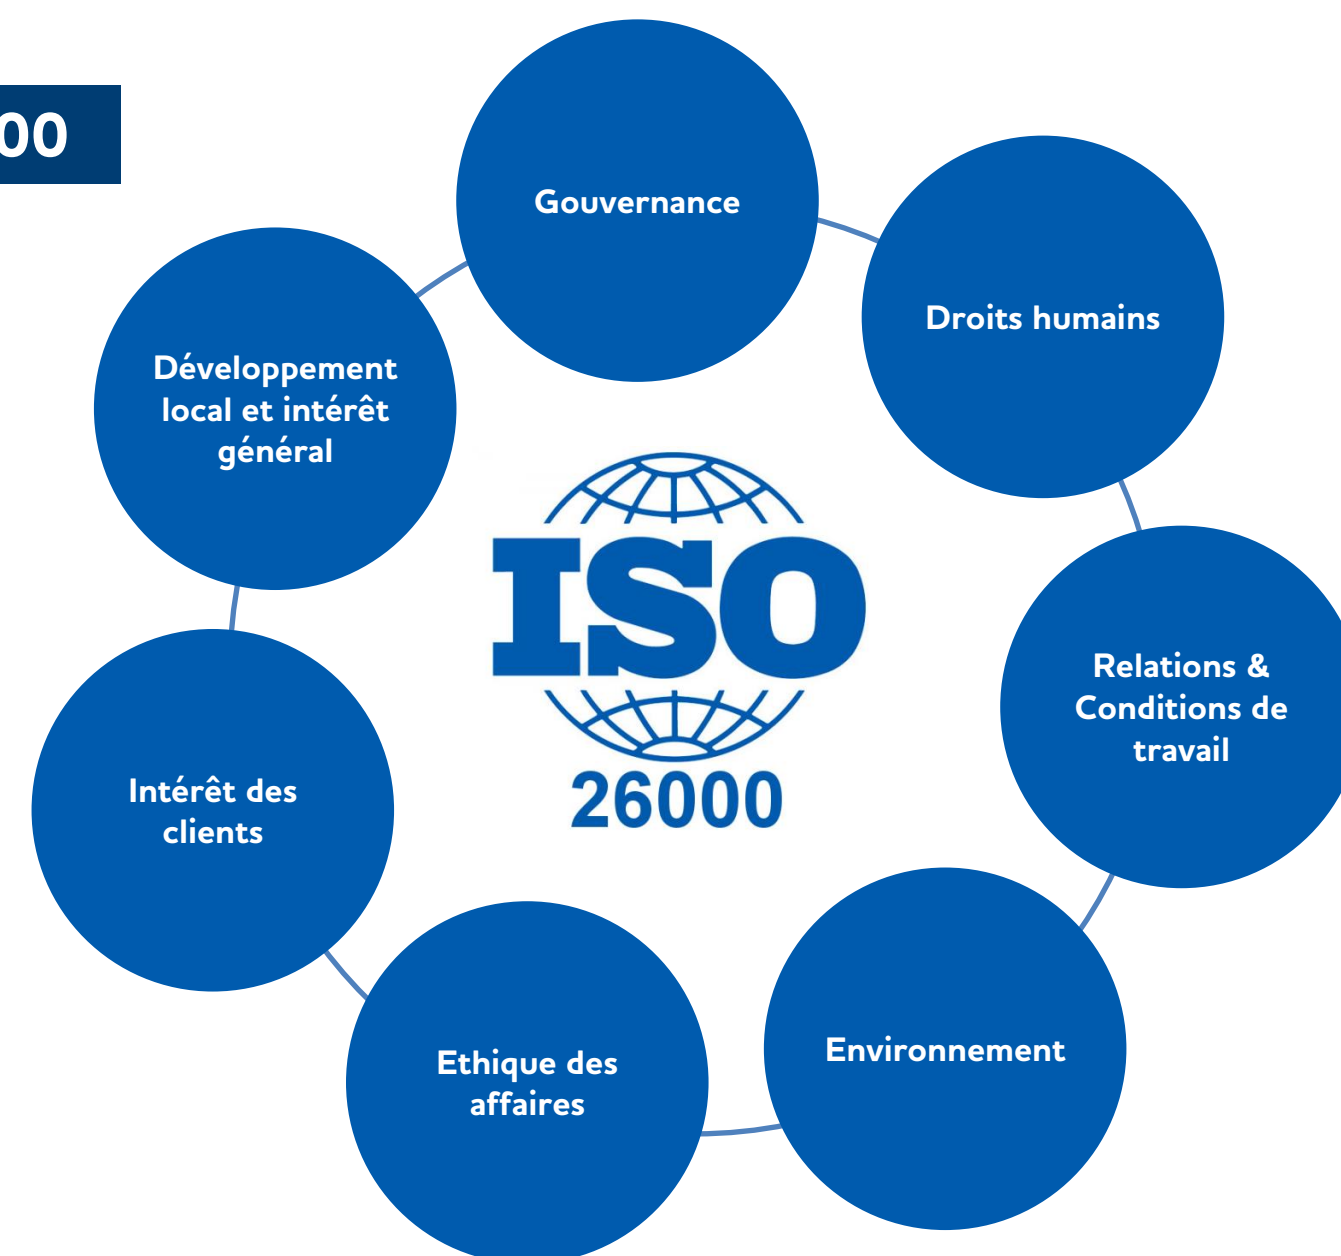 00
Gouvernance
Droits humains
Développement
local et intérêt
général
ISO
26000
Relations &
Conditions de
travail
Intérêt des
clients
Environnement
Ethique des
affaires